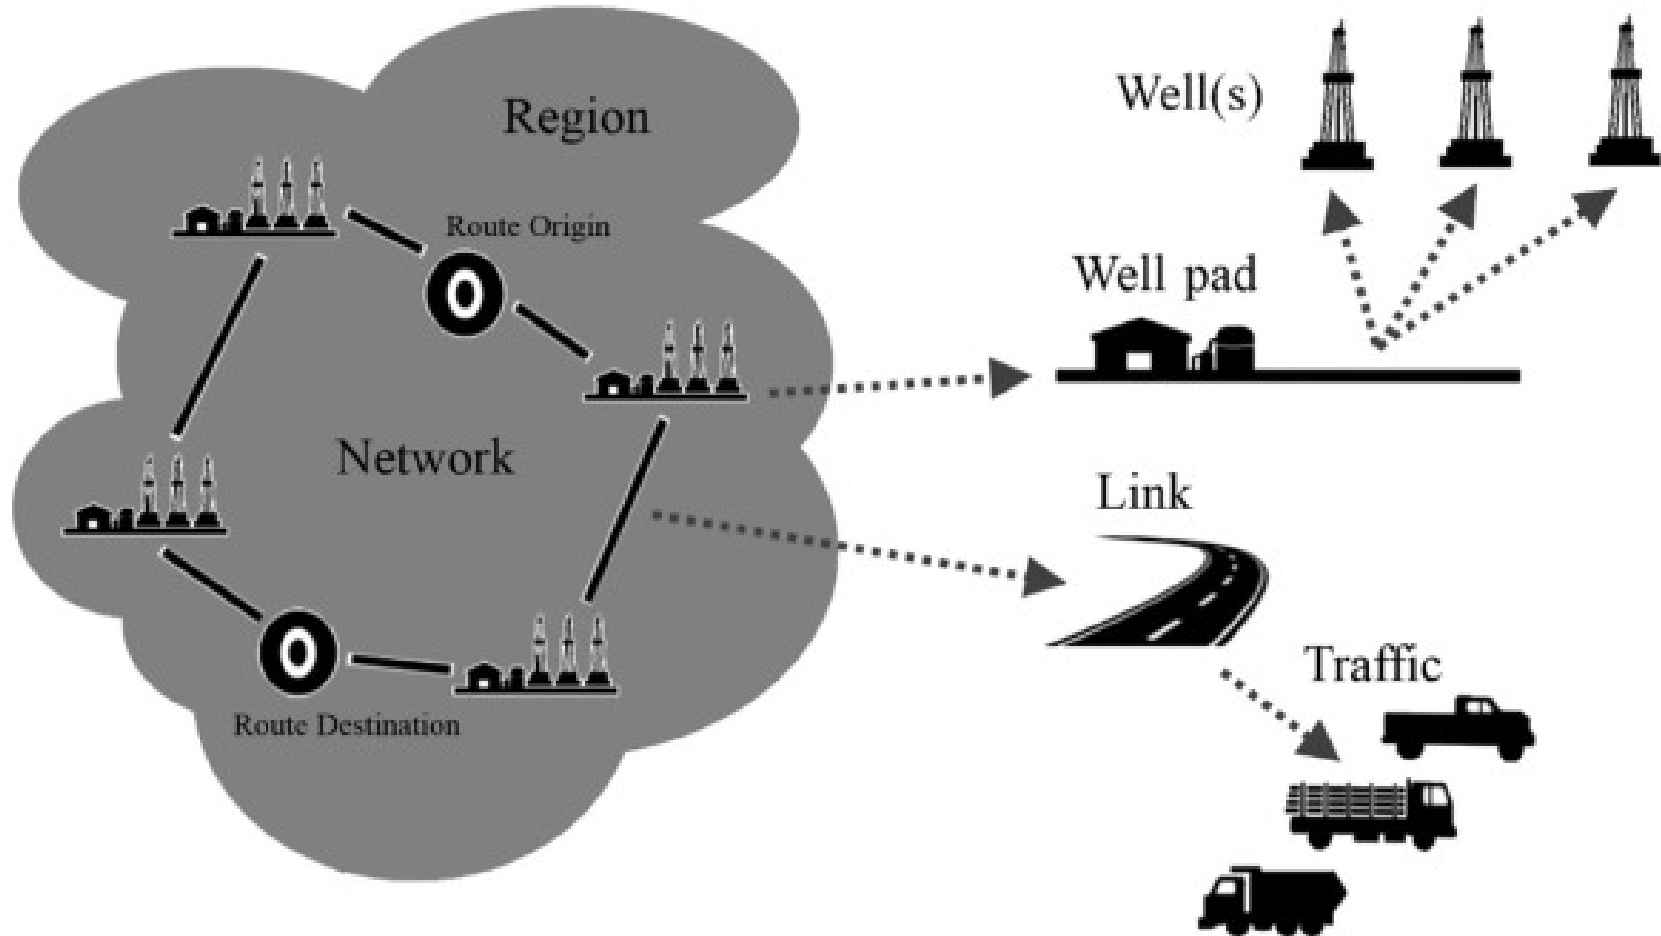 Region
Well(s)
Route Origin
Well pad
Network
Link
Traffic
Route Destination